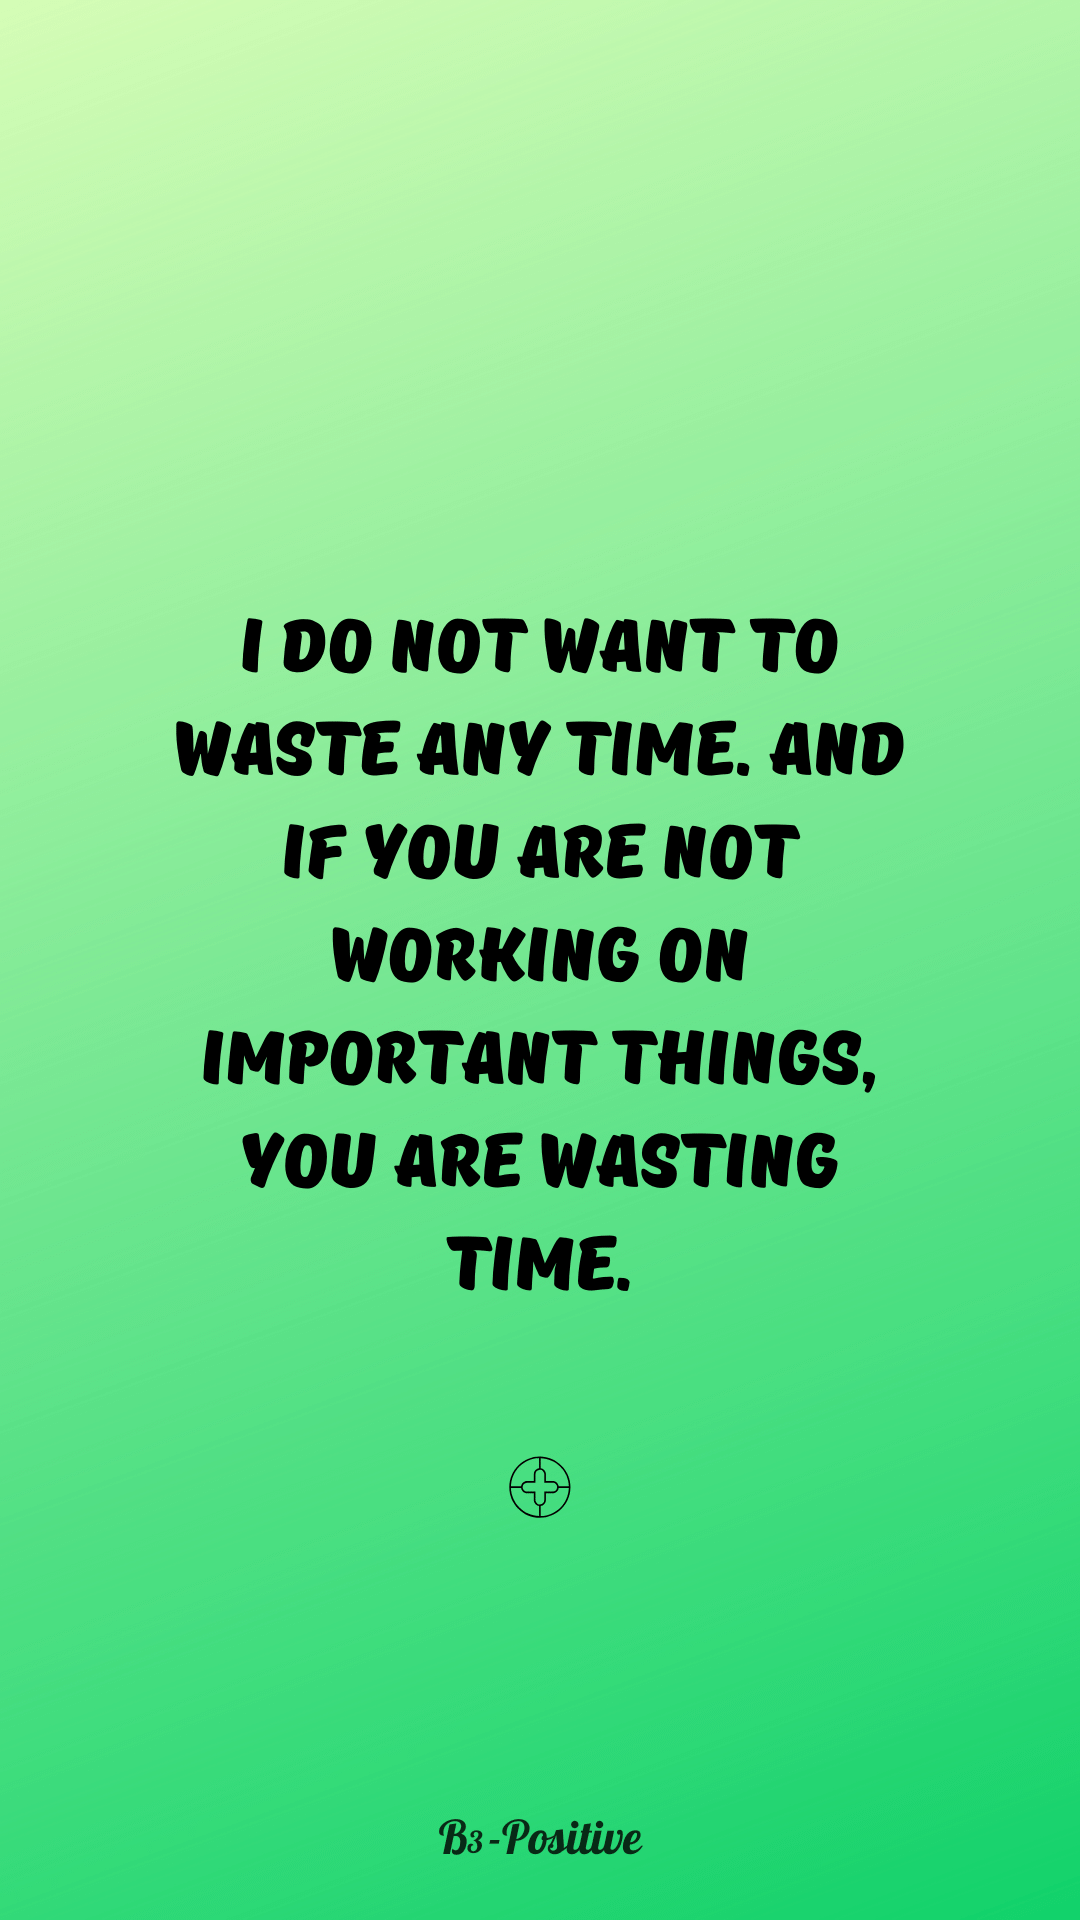 I DO NOT WANT TO
WASTE ANY TIME. AND
IF YOU ARE NOT
WORKING ON
IMPORTANT THINGS,
YOU ARE WASTING
TIME.
B3-Positive